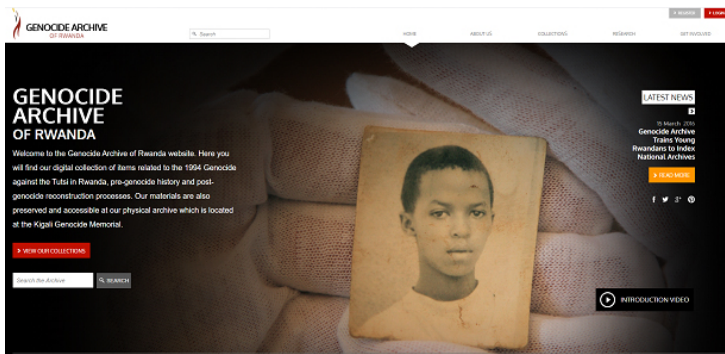 REGISTER
LOGIN
GENOCIDE ARCHIVE
OF RWANDA
Search
HOME
ABOUT US
COLLECTIONS
RESEARCH
GET INVOLVED
GENOCIDE
ARCHIVE
OF RWANDA
Welcome to the Genocide Archive of Rwanda website. Here you
will find our digital collection of items related to the 1994 Genocide
against the Tutsi in Rwanda, pre-genocide history and post-
genocide reconstruction processes. Our materials are also
preserved and accessible at our physical archive which is located
at the Kigali Genocide Memorial.
VIEW OUR COLLECTIONS
Search the Archive
SEARCH
LATEST NEWS
15 March 2016
Genocide Archive
Trains Young
Rwandans to Index
National Archives
READ MORE
INTRODUCTION VIDEO